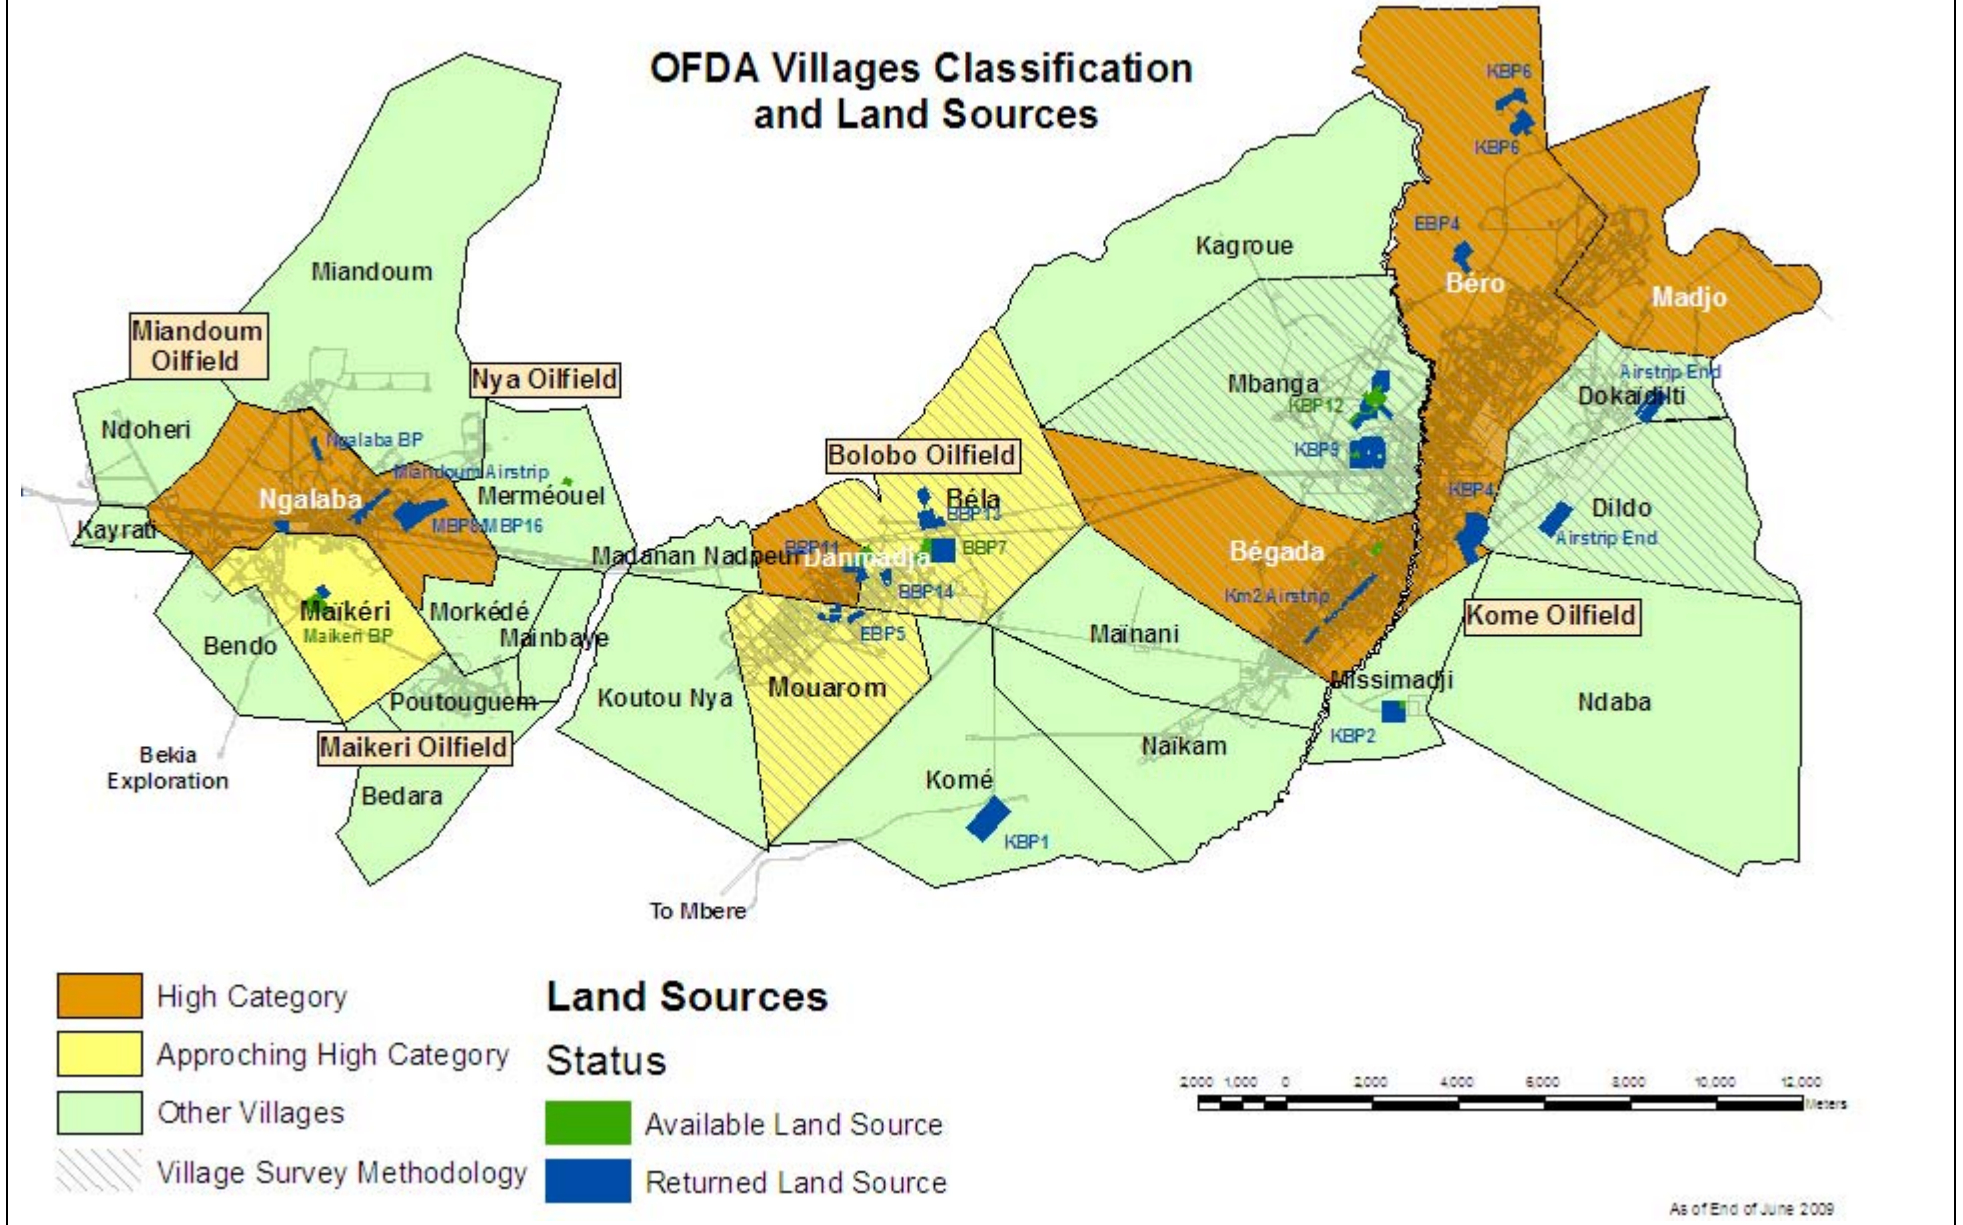 OFDA Villages Classification
and Land Sources
KBP6
KBP6
EBP4
Kagroue
Béro
Madjo
Miandoum
Miandoum
Oilfield
Nya Oilfield
Mbanga
KBP12
Airstrip End
Dokaïdilti
Ndoheri
Ngalaba BP
Bolobo Oilfield
KBP9
Miandoum Airstrip
Ngalaba
Merméouel
Béla
BBP13
KBP4
Dildo
Kayrati
MBP8/MBP16
Airstrip End
Madanan Nadpeur
BBP11
Danmadja
BBP7
Bégada
BBP14
Km2 Airstrip
Maïkéri
Maikeri BP
Morkédé
Mainbaye
EBP5
Maïnani
Kome Oilfield
Bendo
Koutou Nya
Mouarom
Missimadji
Poutouguem
Ndaba
KBP2
Maikeri Oilfield
Naïkam
Bekia
Exploration
Bedara
Komé
KBP1
To Mbere
High Category
Approching High Category
Other Villages
Village Survey Methodology
Land Sources
Status
Available Land Source
Returned Land Source
2,000 1,000 0 2,000 4,000 6,000 8,000 10,000 12,000
Meters
As of End of June 2009